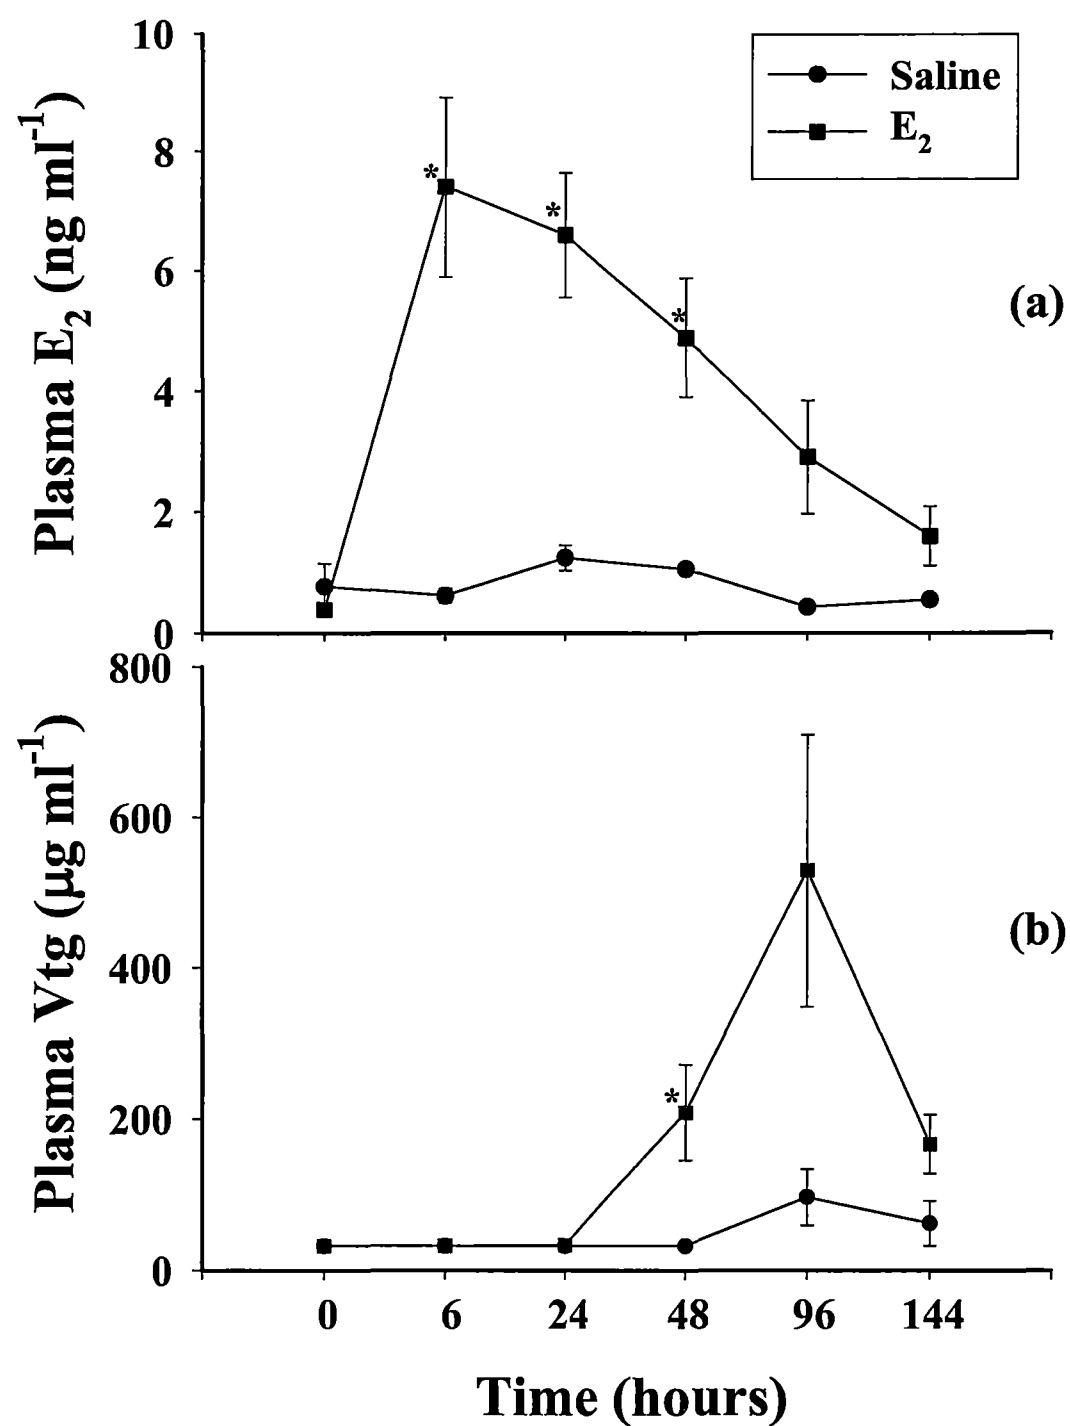 Plasma E₂ (ng ml⁻¹)
10
8
6
4
2
0
Saline
E₂
*
*
*
(a)
Plasma Vtg (µg ml⁻¹)
800
600
400
200
0
*
(b)
0 6 24 48 96 144
Time (hours)